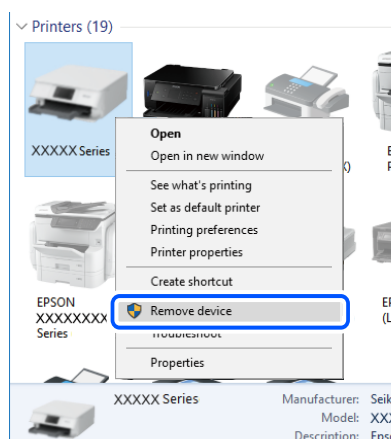 Printers (19)
XXXXX Series
Open
Open in new window
See what's printing
Set as default printer
Printing preferences
Printer properties
Create shortcut
Remove device
Troubleshoot
Properties
EPSON
XXXXXXXX
Series
XXXXX Series
Manufacturer:
Model:
Description: